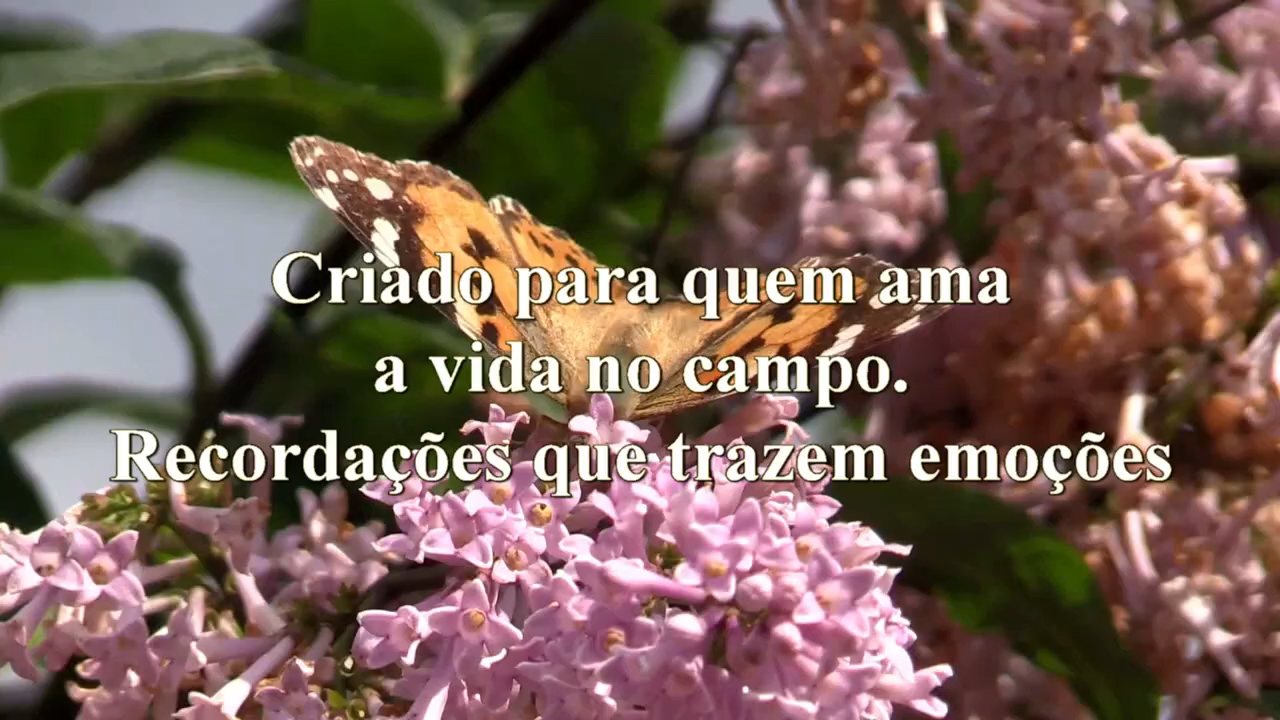 Criado para quem ama
a vida no campo.
Recordações que trazem emoções